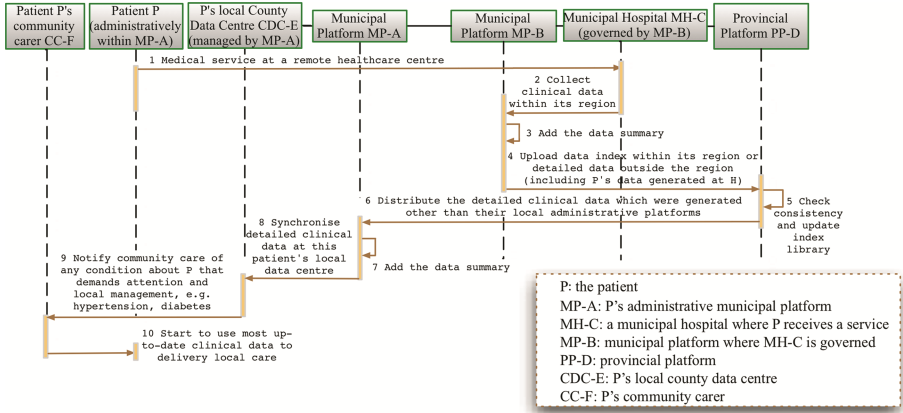 Patient P's
community
carer CC-F
Patient P
(administratively
within MP-A)
P's local County
Data Centre CDC-E
(managed by MP-A)
Municipal
Platform MP-A
Municipal
Platform MP-B
Municipal Hospital MH-C
(governed by MP-B)
Provincial
Platform PP-D
1 Medical service at a remote healthcare centre
2 Collect
clinical data
within its region
3 Add the data summary
4 Upload data index within its region or
detailed data outside the region
(including P's data generated at H)
5 Check
consistency
and update
index
library
6 Distribute the detailed clinical data which were generated
other than their local administrative platforms
8 Synchronise
detailed clinical
data at this
patient's local
data centre
7 Add the data summary
9 Notify community care of
any condition about P that
demands attention and
local management, e.g.
hypertension, diabetes
10 Start to use most up-
to-date clinical data to
delivery local care
P: the patient
MP-A: P's administrative municipal platform
MH-C: a municipal hospital where P receives a service
MP-B: municipal platform where MH-C is governed
PP-D: provincial platform
CDC-E: P's local county data centre
CC-F: P's community carer